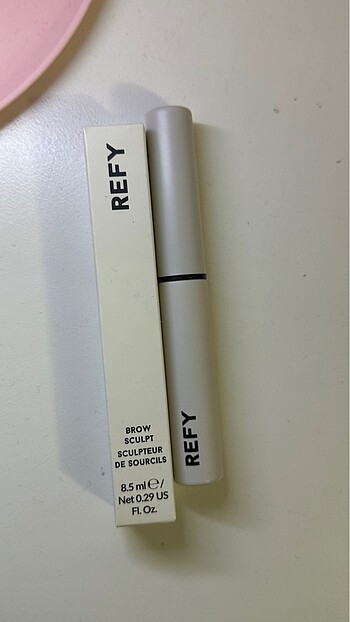 REFY
BROW
SCULPT
SCULPTEUR
DE SOURCILS
8.5 ml ℮ /
Net 0.29 US
Fl. Oz.
REFY